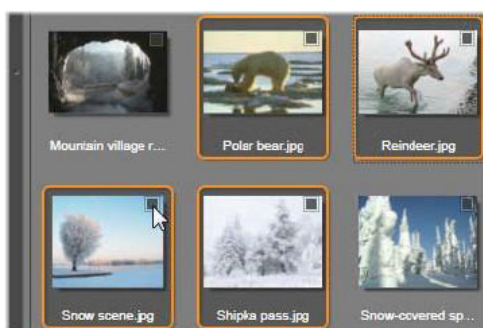 Mountain village r...
Polar bear.jpg
Reindeer.jpg
Snow scene.jpg
Shipka pass.jpg
Snow-covered sp...